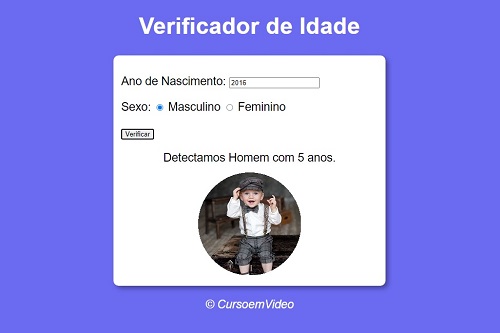 Verificador de Idade
Ano de Nascimento: 2016
Sexo: Masculino Feminino
Verificar
Detectamos Homem com 5 anos.
© CursoemVideo